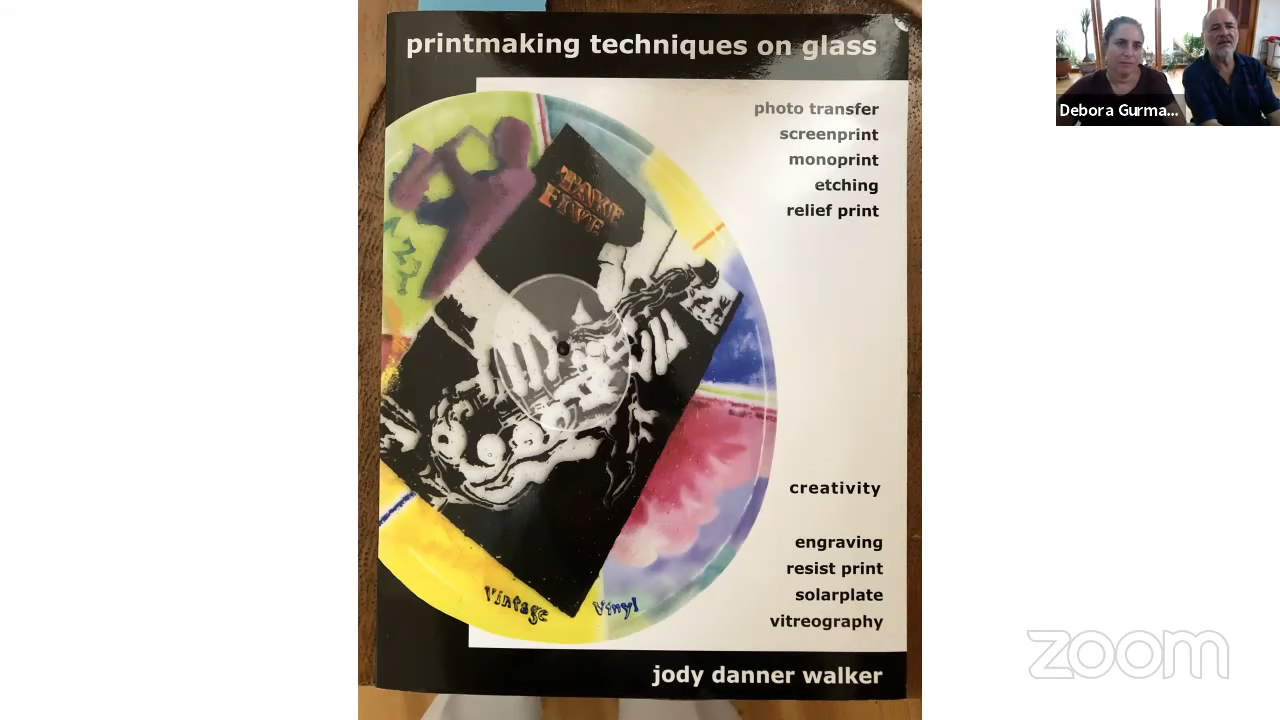 printmaking techniques on glass
photo transfer
screenprint
monoprint
etching
relief print
TAKE
FIVE
creativity
engraving
resist print
solarplate
vitreography
Vintage Vinyl
jody danner walker
Debora Gurma...
zoom